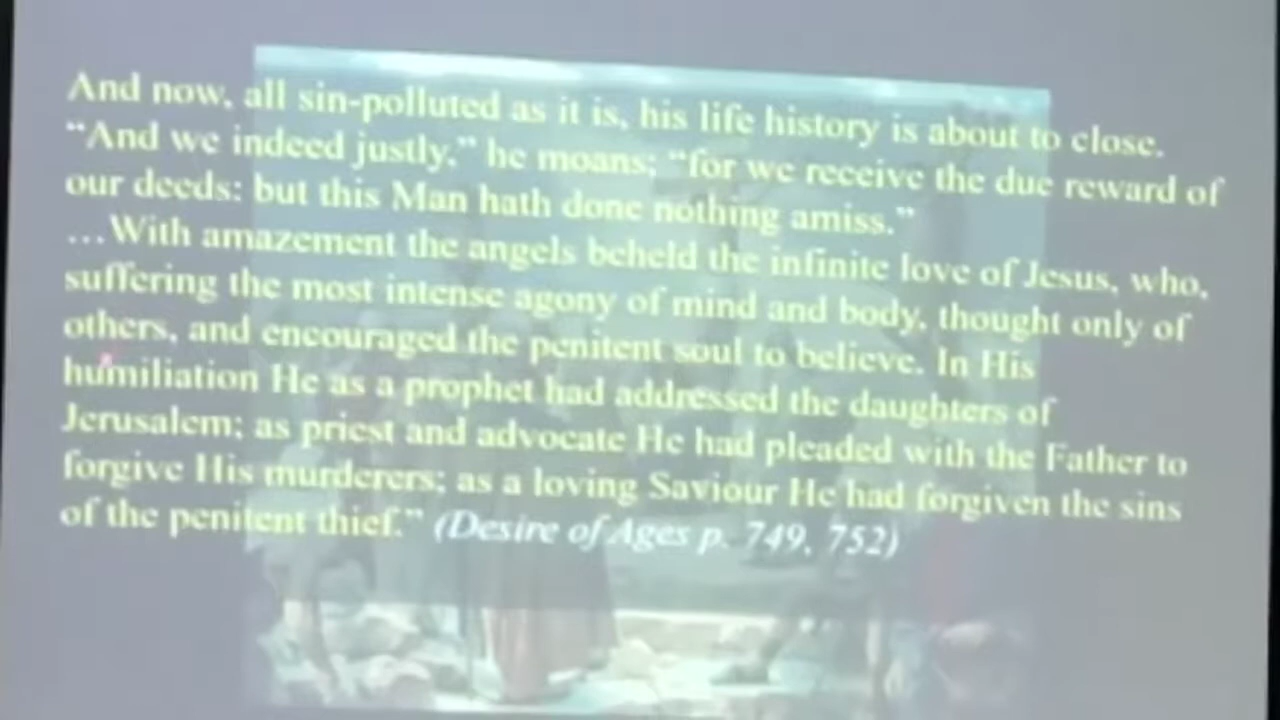 And now, all sin-polluted as it is, his life history is about to close.
“And we indeed justly,” he moans; “for we receive the due reward of
our deeds: but this Man hath done nothing amiss.”
…With amazement the angels beheld the infinite love of Jesus, who,
suffering the most intense agony of mind and body, thought only of
others, and encouraged the penitent soul to believe. In His
humiliation He as a prophet had addressed the daughters of
Jerusalem; as priest and advocate He had pleaded with the Father to
forgive His murderers; as a loving Saviour He had forgiven the sins
of the penitent thief.” (Desire of Ages p. 749, 752)